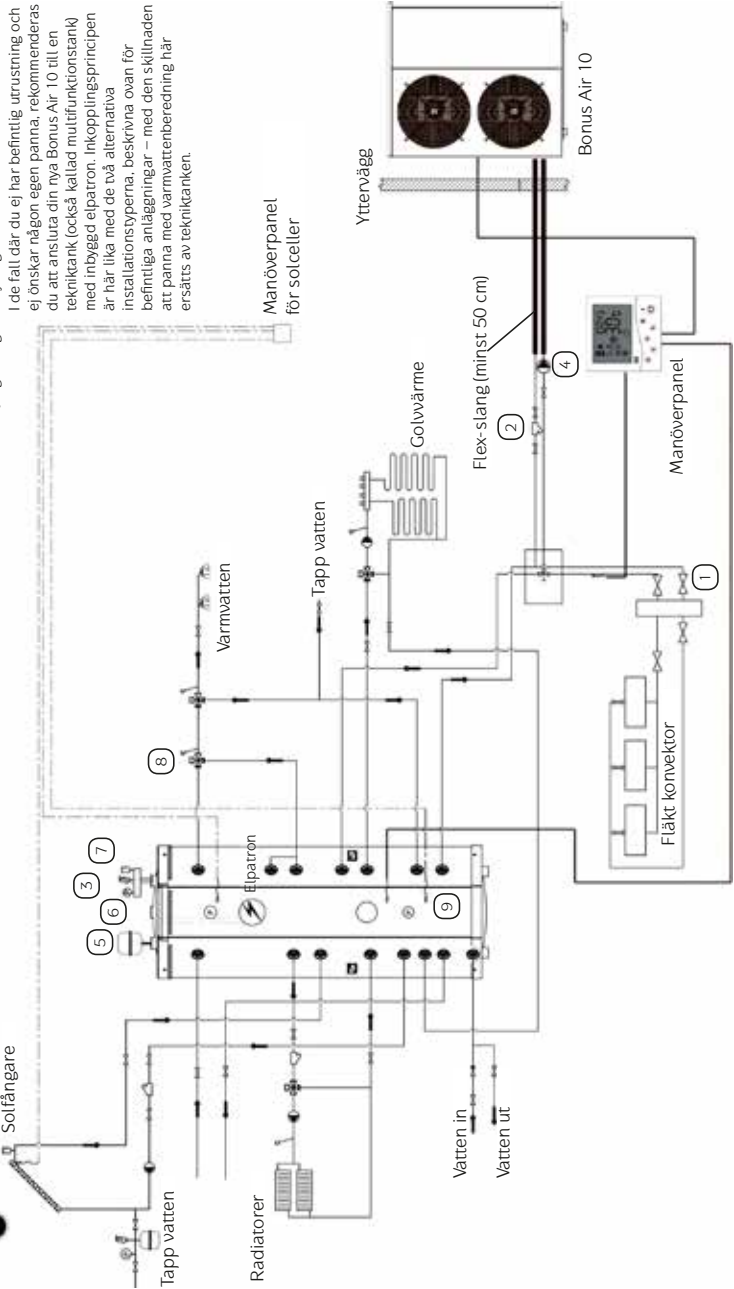 I de fall där du ej har befintlig utrustning och
ej önskar någon egen panna, rekommenderas
du att ansluta din nya Bonus Air 10 till en
tekniktank (också kallad multifunktionstank)
med inbyggd elpatron. Inkopplingsprincipen
är här lika med de två alternativa
installationstyperna, beskrivna ovan för
befintliga anläggningar – med den skillnaden
att panna med varmvattenberedning här
ersätts av tekniktanken.
Solfångare
Manöverpanel
för solceller
Tapp vatten
Varmvatten
Tapp vatten
Golvvärme
Yttervägg
Bonus Air 10
Flex-slang (minst 50 cm)
Manöverpanel
Radiatorer
Elpatron
Vatten in
Vatten ut
Fläkt konvektor
1
2
3
4
5
6
7
8
9